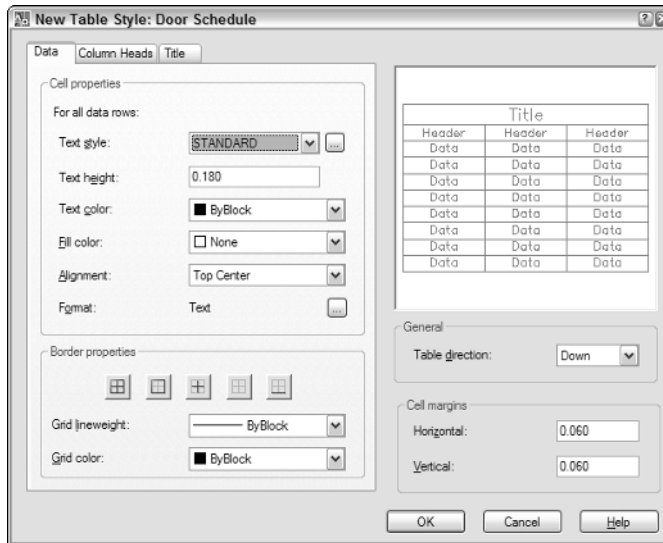 New Table Style: Door Schedule
Data Column Heads Title
Cell properties
For all data rows:
Text style: STANDARD ...
Text height: 0.180
Text color: ByBlock
Fill color: None
Alignment: Top Center
Format: Text ...
Border properties
Grid lineweight: ByBlock
Grid color: ByBlock
Title
Header Header Header
Data Data Data
Data Data Data
Data Data Data
Data Data Data
Data Data Data
Data Data Data
Data Data Data
Data Data Data
General
Table direction: Down
Cell margins
Horizontal: 0.060
Vertical: 0.060
OK Cancel Help